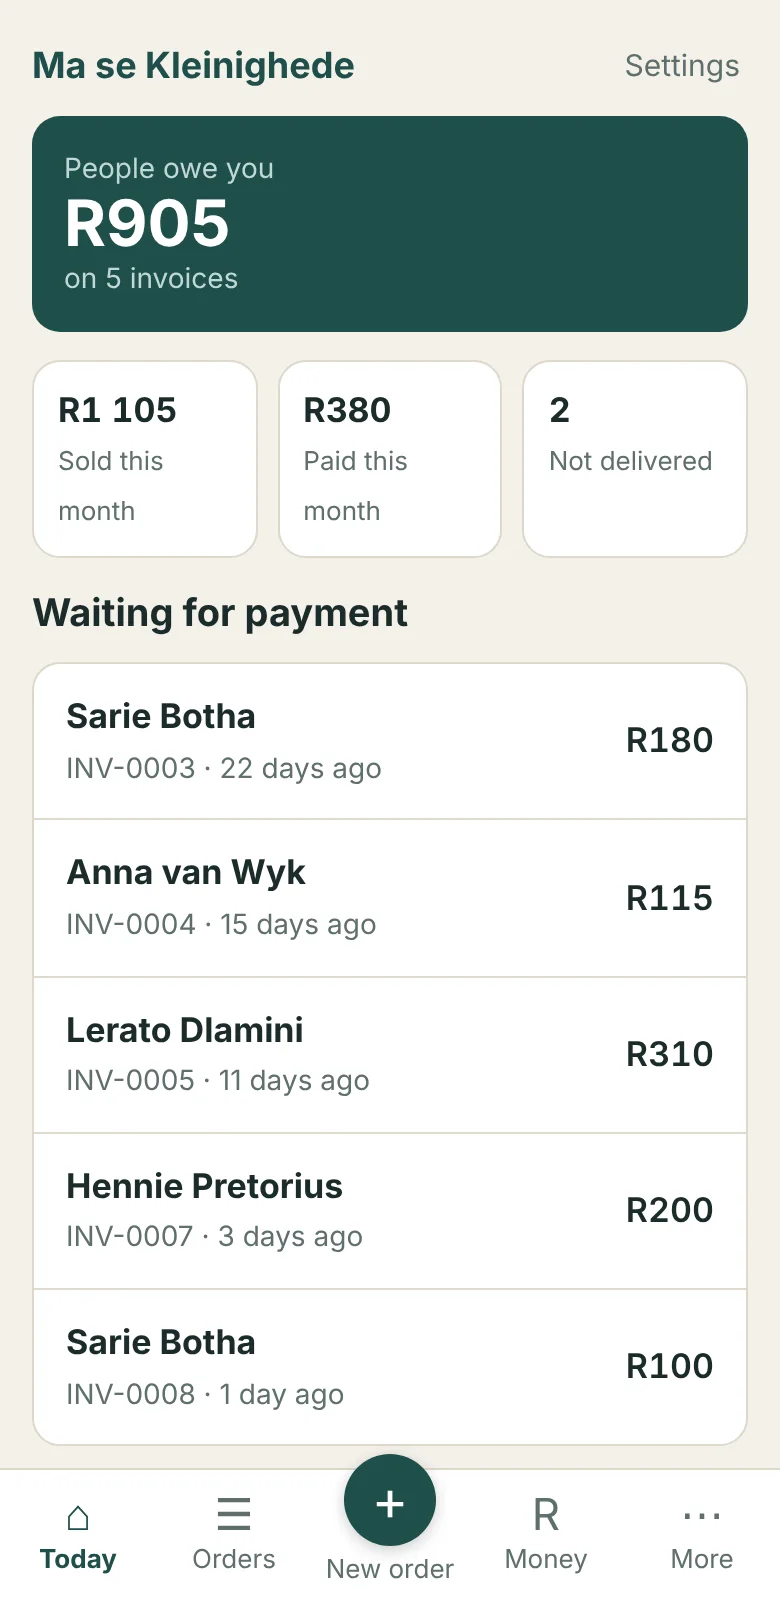 Ma se Kleinighede
Settings
People owe you
R905
on 5 invoices
R1 105
Sold this
month
R380
Paid this
month
2
Not delivered
Waiting for payment
Sarie Botha
INV-0003 · 22 days ago
R180
Anna van Wyk
INV-0004 · 15 days ago
R115
Lerato Dlamini
INV-0005 · 11 days ago
R310
Hennie Pretorius
INV-0007 · 3 days ago
R200
Sarie Botha
INV-0008 · 1 day ago
R100
Today
Orders
+
New order
R
Money
...
More